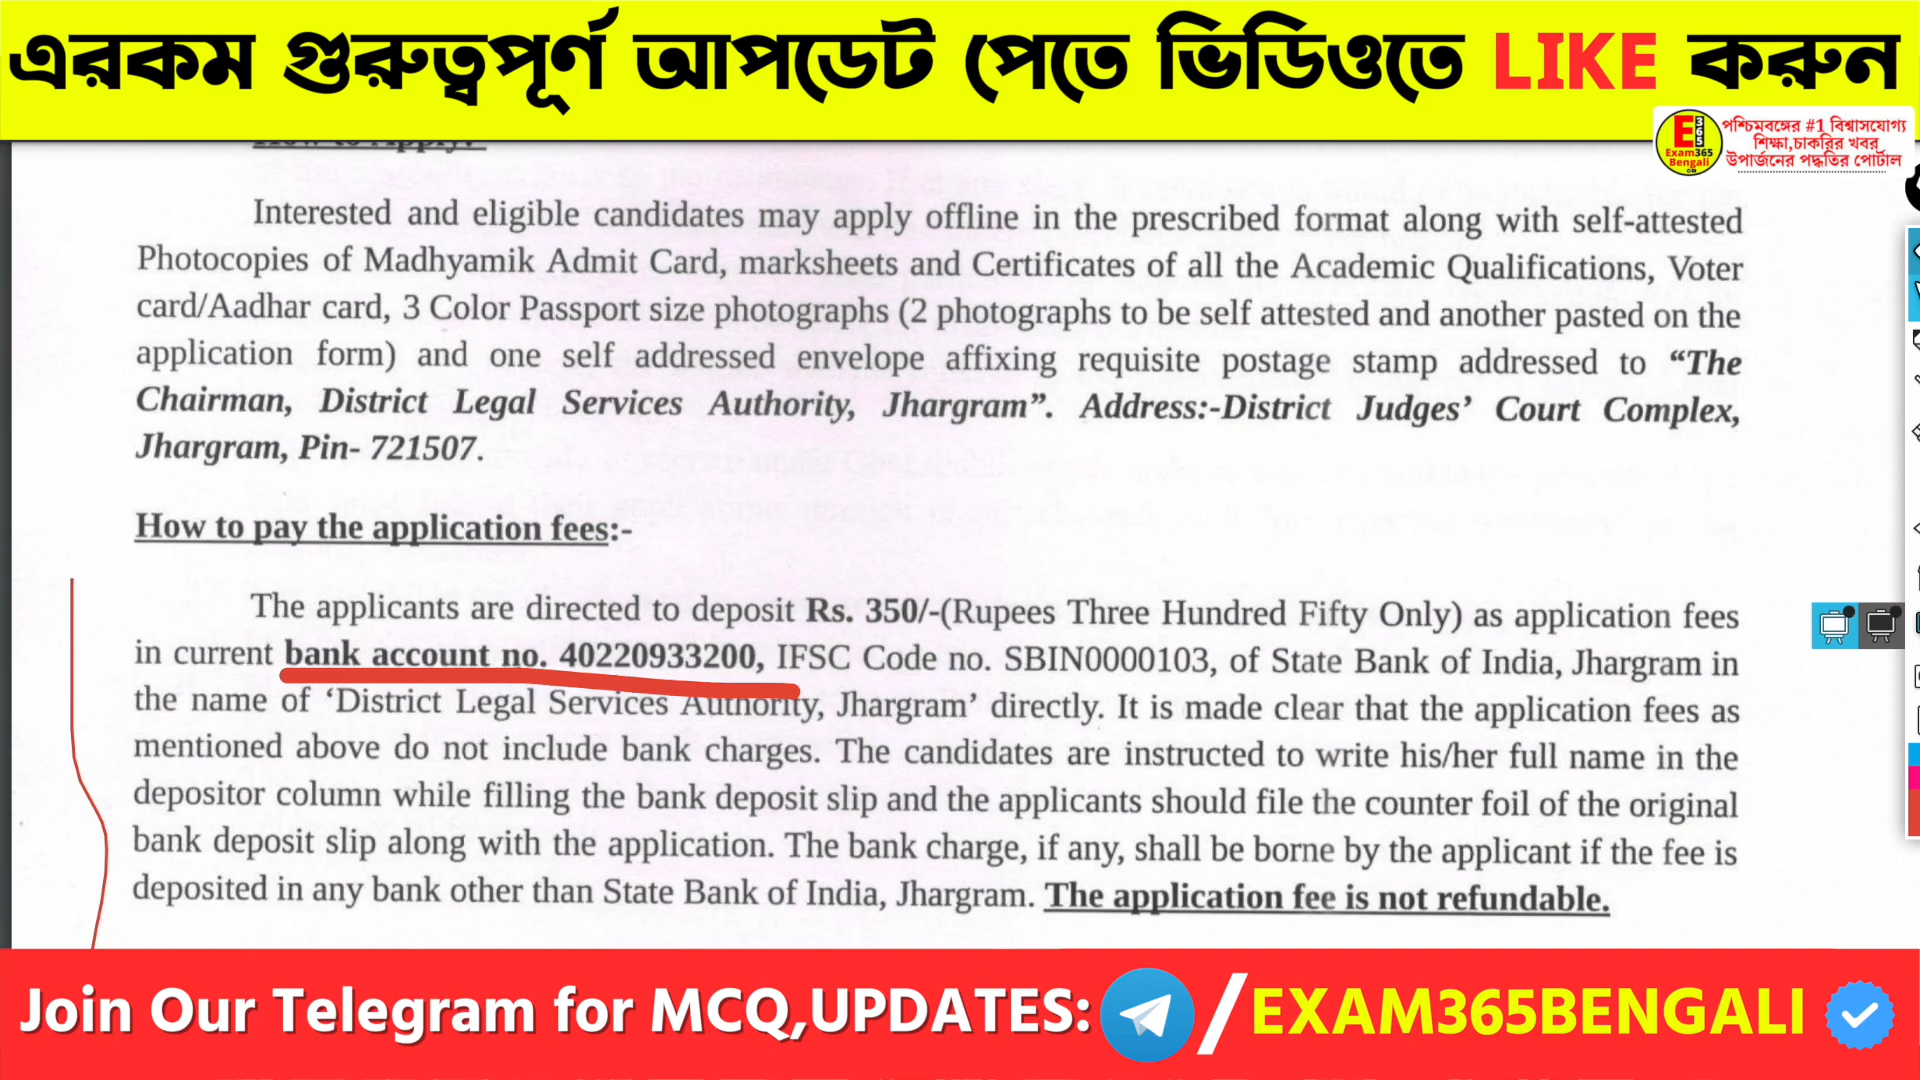 এরকম গুরুত্বপূর্ণ আপডেট পেতে ভিডিওতে LIKE করুন
E 365
Exam365
Bengali
পশ্চিমবঙ্গের #1 বিশ্বাসযোগ্য
শিক্ষা,চাকরির খবর
উপার্জনের পদ্ধতির পোর্টাল
How to Apply:-
Interested and eligible candidates may apply offline in the prescribed format along with self-attested
Photocopies of Madhyamik Admit Card, marksheets and Certificates of all the Academic Qualifications, Voter
card/Aadhar card, 3 Color Passport size photographs (2 photographs to be self attested and another pasted on the
application form) and one self addressed envelope affixing requisite postage stamp addressed to “The
Chairman, District Legal Services Authority, Jhargram”. Address:-District Judges’ Court Complex,
Jhargram, Pin- 721507.
How to pay the application fees:-
The applicants are directed to deposit Rs. 350/-(Rupees Three Hundred Fifty Only) as application fees
in current bank account no. 40220933200, IFSC Code no. SBIN0000103, of State Bank of India, Jhargram in
the name of ‘District Legal Services Authority, Jhargram’ directly. It is made clear that the application fees as
mentioned above do not include bank charges. The candidates are instructed to write his/her full name in the
depositor column while filling the bank deposit slip and the applicants should file the counter foil of the original
bank deposit slip along with the application. The bank charge, if any, shall be borne by the applicant if the fee is
deposited in any bank other than State Bank of India, Jhargram. The application fee is not refundable.
Join Our Telegram for MCQ,UPDATES: /EXAM365BENGALI